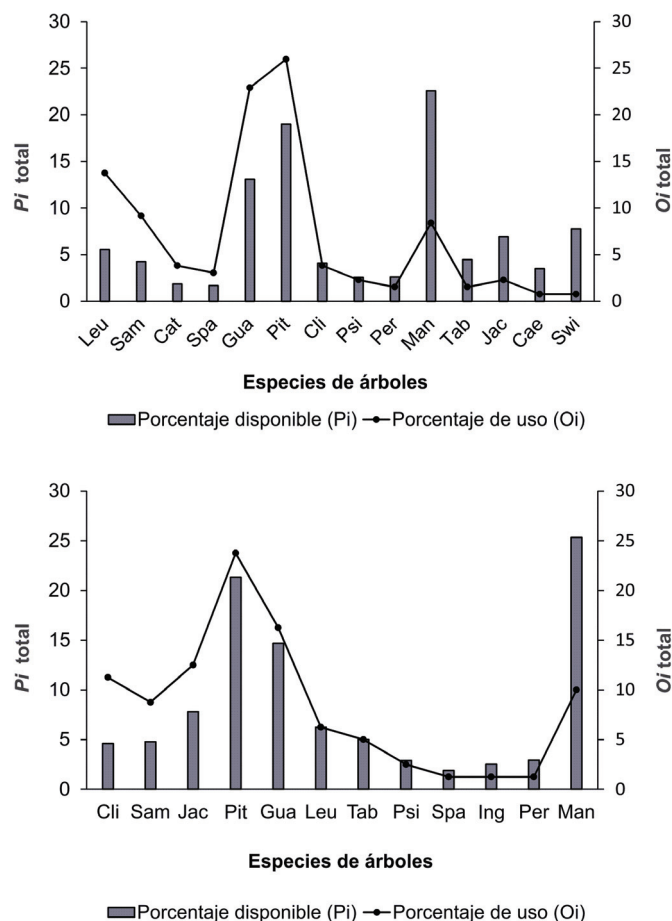 30 30
25 25
20 20
15 15
10 10
5 5
0 0
Pi total
Oi total
Leu Sam Cat Spa Gua Pit Cli Psi Per Man Tab Jac Cae Swi
Especies de árboles
Porcentaje disponible (Pi) Porcentaje de uso (Oi)
30 30
25 25
20 20
15 15
10 10
5 5
0 0
Pi total
Oi total
Cli Sam Jac Pit Gua Leu Tab Psi Spa Ing Per Man
Especies de árboles
Porcentaje disponible (Pi) Porcentaje de uso (Oi)